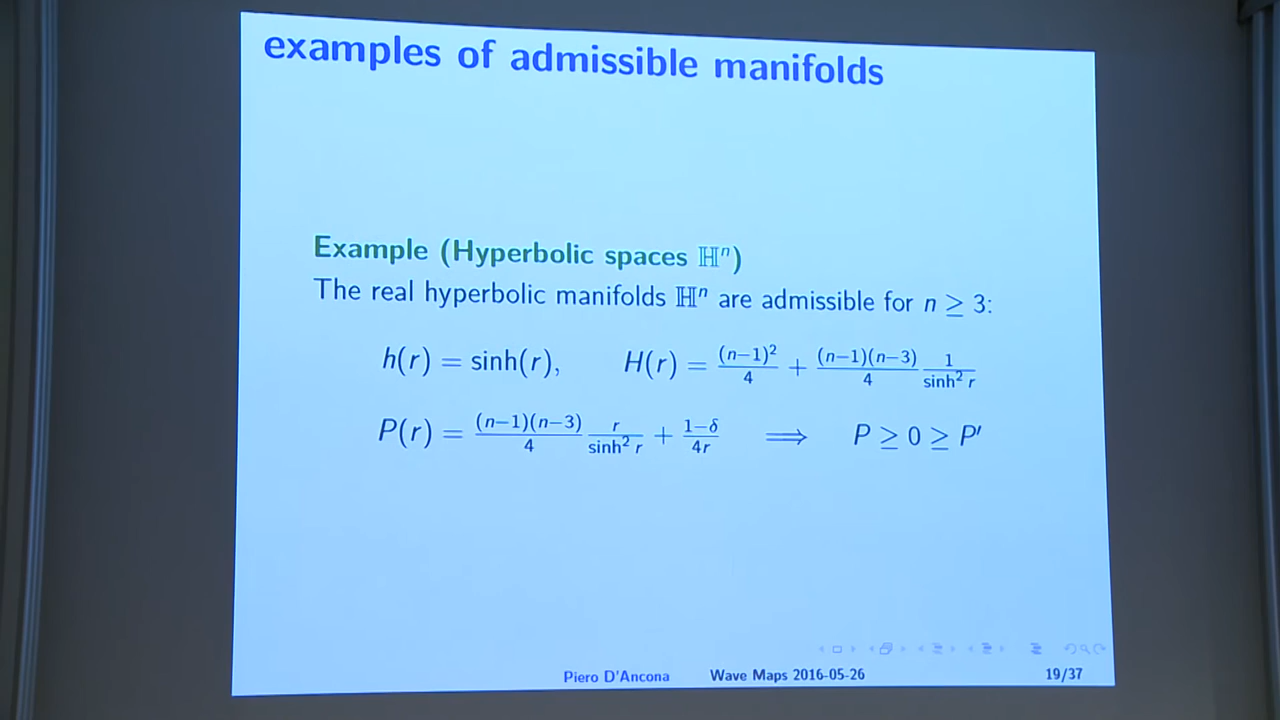 examples of admissible manifolds
Example (Hyperbolic spaces ℍⁿ)
The real hyperbolic manifolds ℍⁿ are admissible for n ≥ 3:
h(r) = sinh(r), H(r) = (n−1)²/4 + (n−1)(n−3)/4 1/sinh² r
P(r) = (n−1)(n−3)/4 r/sinh² r + 1−δ/4r ⟹ P ≥ 0 ≥ P′
Piero D'Ancona Wave Maps 2016-05-26 19/37